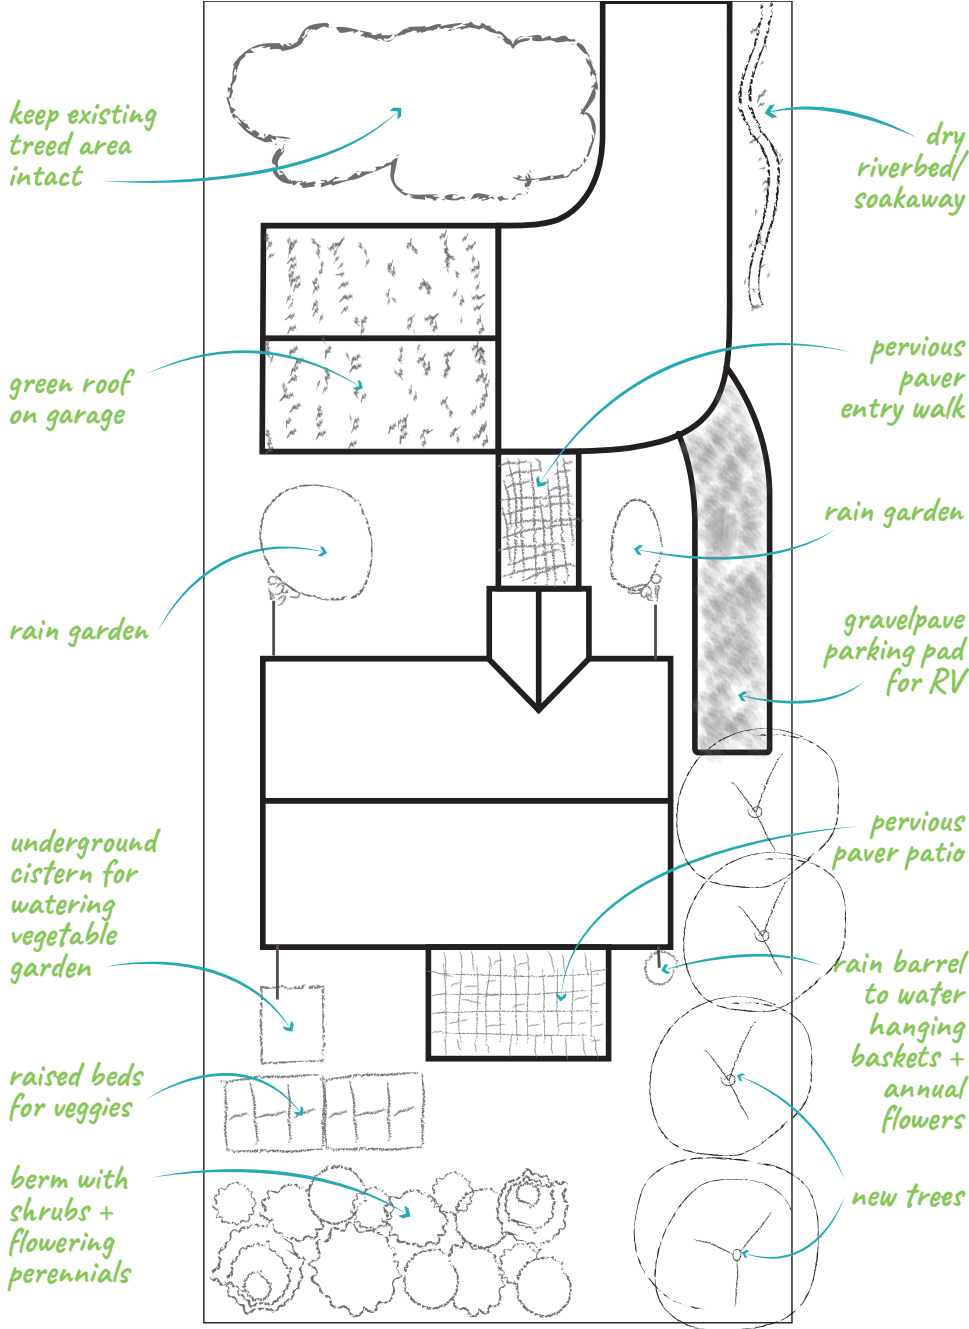 keep existing
treed area
intact
dry
riverbed/
soakaway
green roof
on garage
pervious
paver
entry walk
rain garden
rain garden
gravelpave
parking pad
for RV
underground
cistern for
watering
vegetable
garden
pervious
paver patio
rain barrel
to water
hanging
baskets +
annual
flowers
raised beds
for veggies
berm with
shrubs +
flowering
perennials
new trees